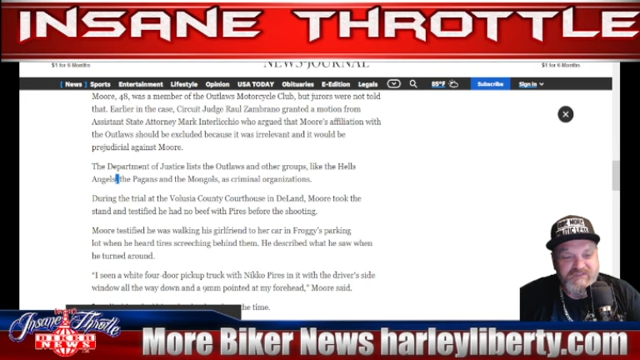 INSANE THROTTLE
$1 for 6 Months
NEWS-JOURNAL
$1 for 6 Months
News Sports Entertainment Lifestyle Opinion USA TODAY Obituaries E-Edition Legals 85°F Subscribe Sign in
Moore, 48, was a member of the Outlaws Motorcycle Club, but jurors were not told
that. Earlier in the case, Circuit Judge Raul Zambrano granted a motion from
Assistant State Attorney Mark Interlicchio who argued that Moore's affiliation with
the Outlaws should be excluded because it was irrelevant and it would be
prejudicial against Moore.
The Department of Justice lists the Outlaws and other groups, like the Hells
Angels, the Pagans and the Mongols, as criminal organizations.
During the trial at the Volusia County Courthouse in DeLand, Moore took the
stand and testified he had no beef with Pires before the shooting.
Moore testified he was walking his girlfriend to her car in Froggy's parking
lot when he heard tires screeching behind them. He described what he saw when
he turned around.
"I seen a white four-door pickup truck with Nikko Pires in it with the driver's side
window all the way down and a 9mm pointed at my forehead," Moore said.
the time.
Insane Throttle
BIKER
NEWS
More Biker News harleyliberty.com